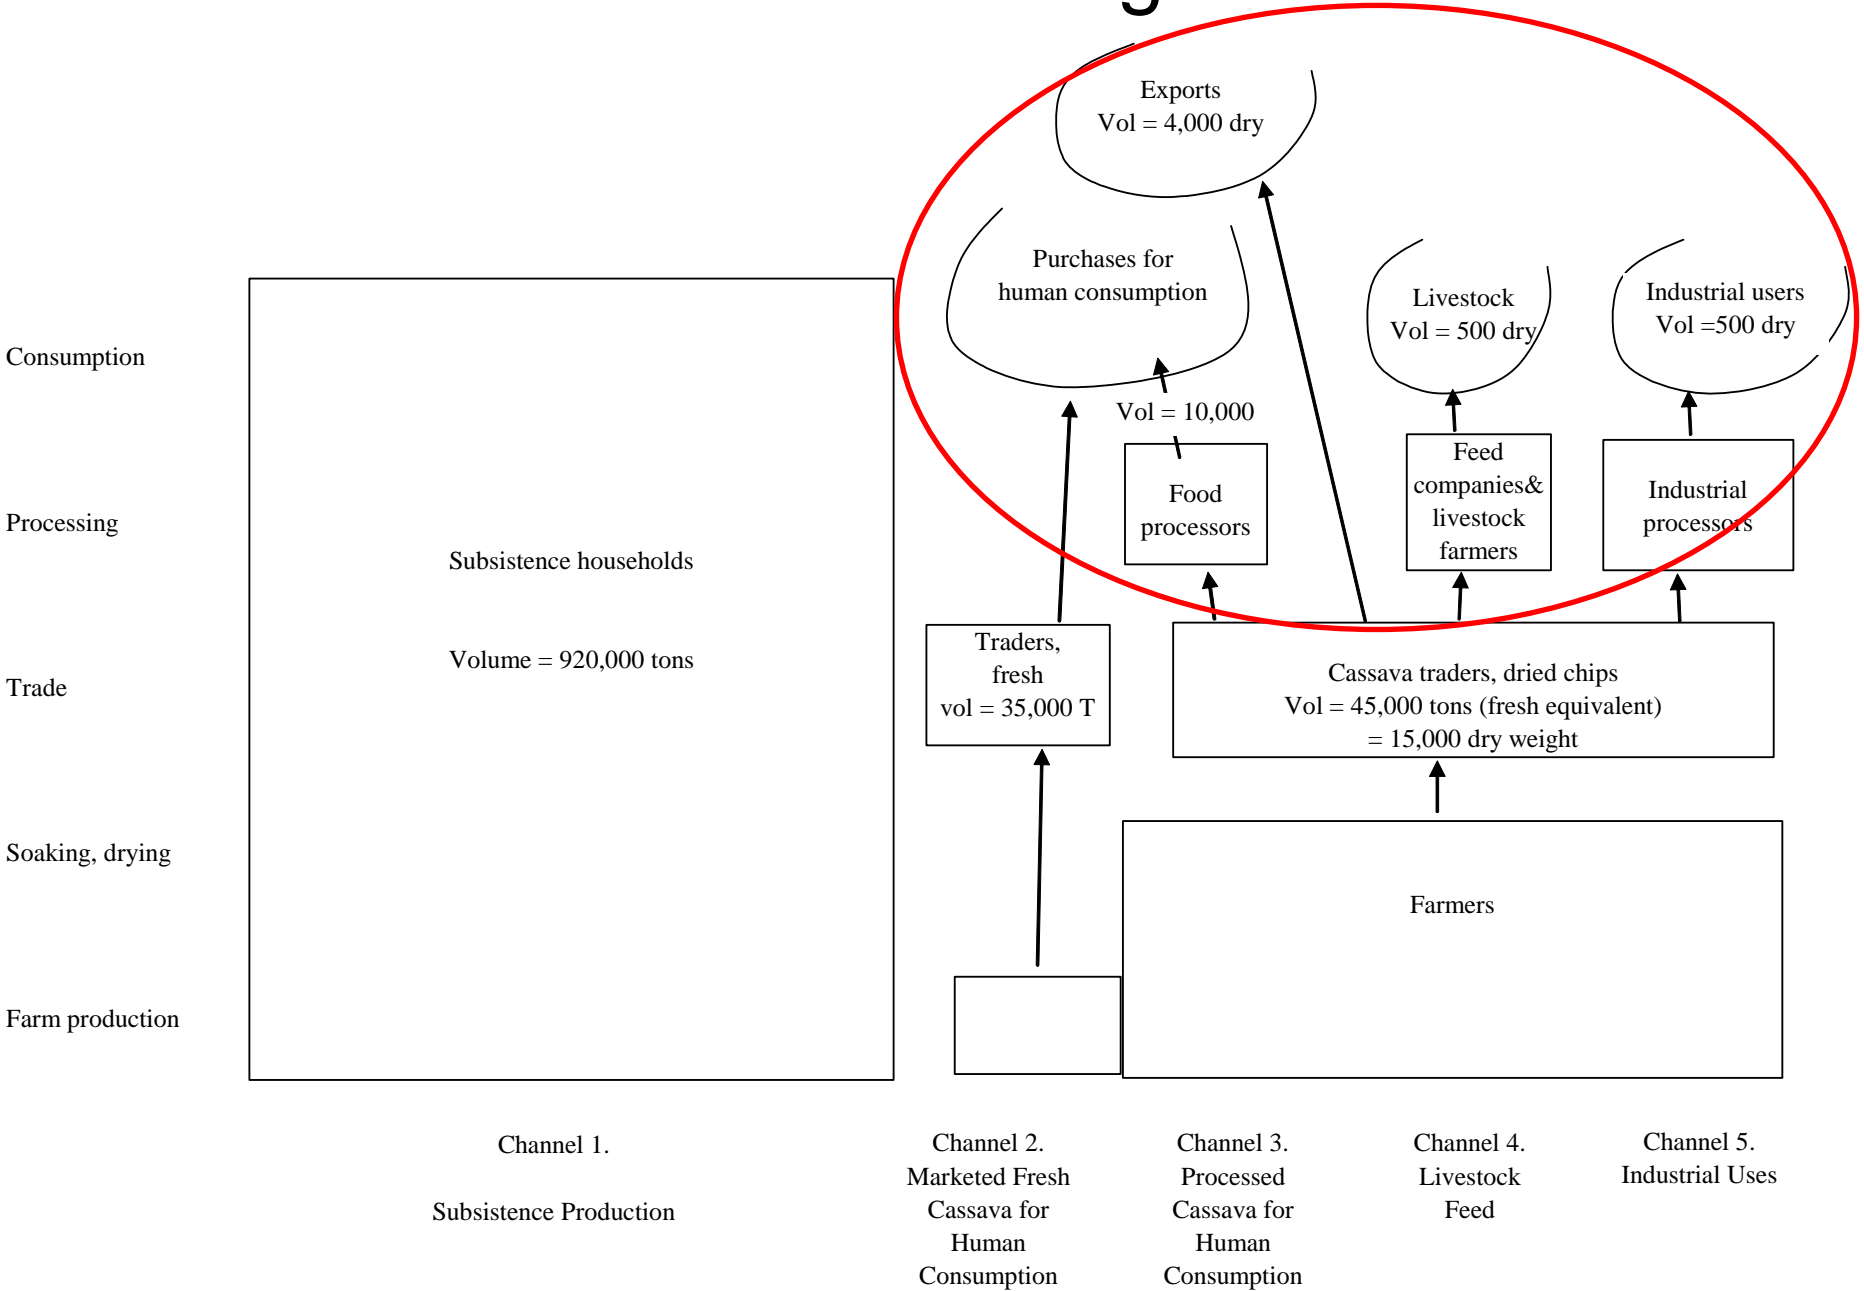 g
Exports
Vol = 4,000 dry
Purchases for
human consumption
Livestock
Vol = 500 dry
Industrial users
Vol =500 dry
Consumption
Vol = 10,000
Feed
companies&
livestock
farmers
Food
processors
Industrial
processors
Processing
Subsistence households
Volume = 920,000 tons
Traders,
fresh
vol = 35,000 T
Cassava traders, dried chips
Vol = 45,000 tons (fresh equivalent)
= 15,000 dry weight
Trade
Soaking, drying
Farmers
Farm production
Channel 1.
Subsistence Production
Channel 2.
Marketed Fresh
Cassava for
Human
Consumption
Channel 3.
Processed
Cassava for
Human
Consumption
Channel 4.
Livestock
Feed
Channel 5.
Industrial Uses